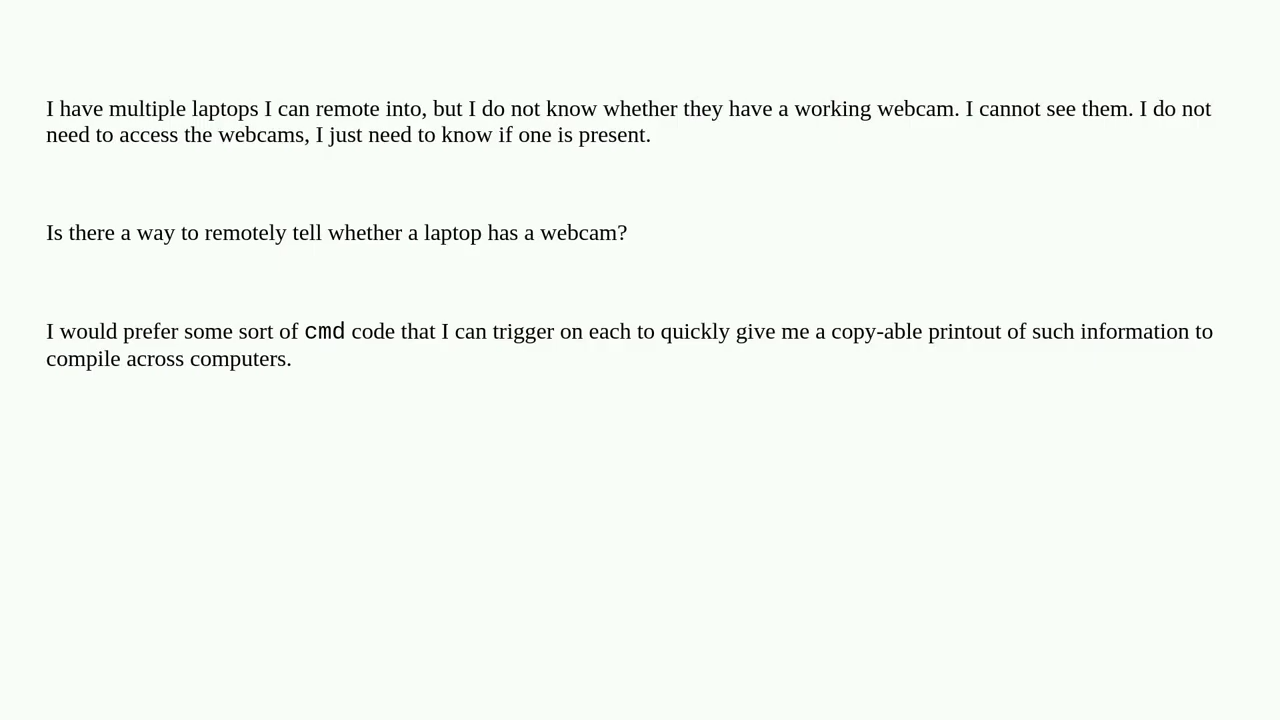 I have multiple laptops I can remote into, but I do not know whether they have a working webcam. I cannot see them. I do not
need to access the webcams, I just need to know if one is present.
Is there a way to remotely tell whether a laptop has a webcam?
I would prefer some sort of cmd code that I can trigger on each to quickly give me a copy-able printout of such information to
compile across computers.